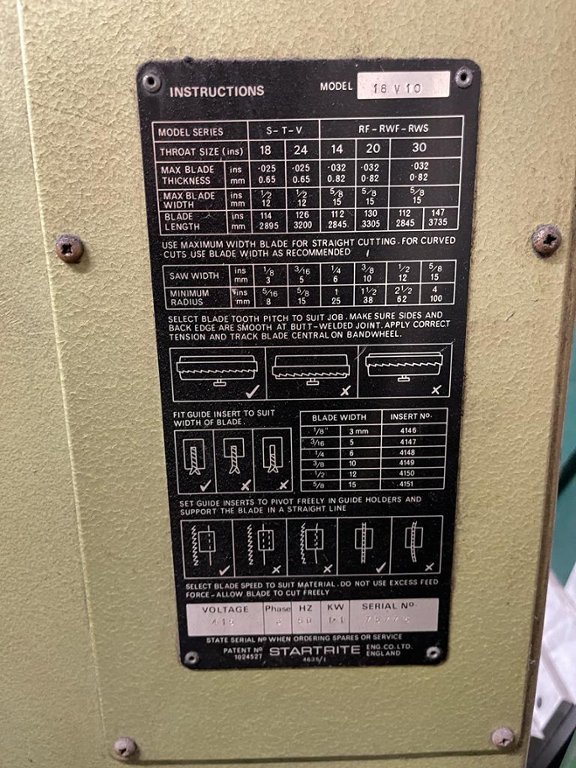 INSTRUCTIONS MODEL 18 V 10
MODEL SERIES S-T-V RF-RWF-RWS
THROAT SIZE (ins) 18 24 14 20 30
MAX BLADE THICKNESS ins ·025 ·025 ·032 ·032 ·032
mm 0.65 0.65 0.82 0·82 0·82
MAX BLADE WIDTH ins 1/2 1/2 5/8 5/8 5/8
mm 12 12 15 15 15
BLADE LENGTH ins 114 126 112 130 112 147
mm 2895 3200 2845 3305 2845 3735
USE MAXIMUM WIDTH BLADE FOR STRAIGHT CUTTING. FOR CURVED
CUTS USE BLADE WIDTH AS RECOMMENDED
SAW WIDTH ins 1/8 3/16 1/4 3/8 1/2 5/8
mm 3 5 6 10 12 15
MINIMUM RADIUS ins 5/16 5/8 1 1 1/2 2 1/2 4
mm 8 15 25 38 62 100
SELECT BLADE TOOTH PITCH TO SUIT JOB. MAKE SURE SIDES AND
BACK EDGE ARE SMOOTH AT BUTT-WELDED JOINT. APPLY CORRECT
TENSION AND TRACK BLADE CENTRAL ON BANDWHEEL.
FIT GUIDE INSERT TO SUIT
WIDTH OF BLADE.
BLADE WIDTH INSERT Nº·
1/8" 3 mm 4146
3/16 5 4147
1/4 6 4148
3/8 10 4149
1/2 12 4150
5/8 15 4151
SET GUIDE INSERTS TO PIVOT FREELY IN GUIDE HOLDERS AND
SUPPORT THE BLADE IN A STRAIGHT LINE
SELECT BLADE SPEED TO SUIT MATERIAL. DO NOT USE EXCESS FEED
FORCE-ALLOW BLADE TO CUT FREELY
VOLTAGE Phase HZ KW SERIAL Nº·
50
STATE SERIAL Nº WHEN ORDERING SPARES OR SERVICE
PATENT Nº 1024527 STARTRITE ENG. CO. LTD. ENGLAND
4635/1